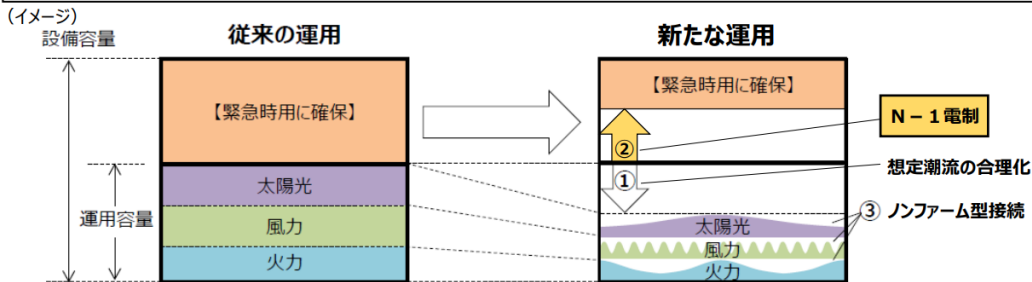 (イメージ)
設備容量
従来の運用
新たな運用
【緊急時用に確保】
【緊急時用に確保】
N-1電制
②
①
想定潮流の合理化
運用容量
太陽光
風力
火力
③ ノンファーム型接続
太陽光
風力
火力